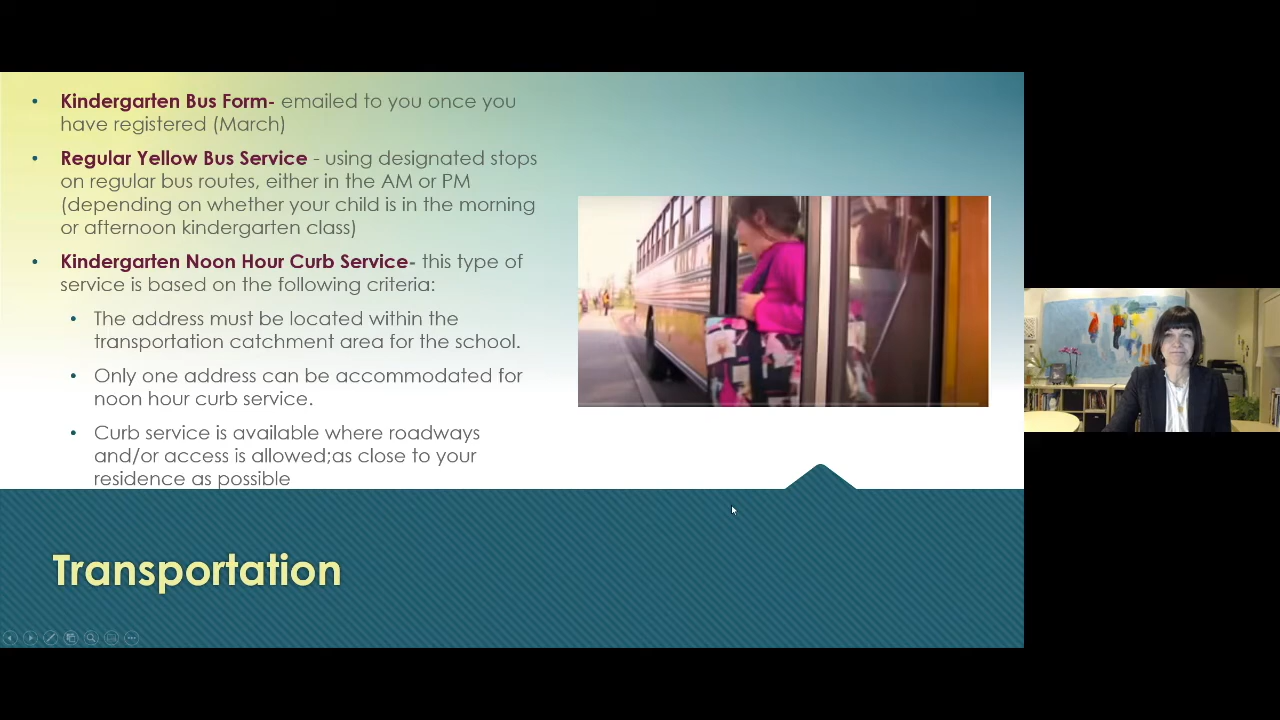 • Kindergarten Bus Form- emailed to you once you
have registered (March)
• Regular Yellow Bus Service - using designated stops
on regular bus routes, either in the AM or PM
(depending on whether your child is in the morning
or afternoon kindergarten class)
• Kindergarten Noon Hour Curb Service- this type of
service is based on the following criteria:
• The address must be located within the
transportation catchment area for the school.
• Only one address can be accommodated for
noon hour curb service.
• Curb service is available where roadways
and/or access is allowed;as close to your
residence as possible
Transportation